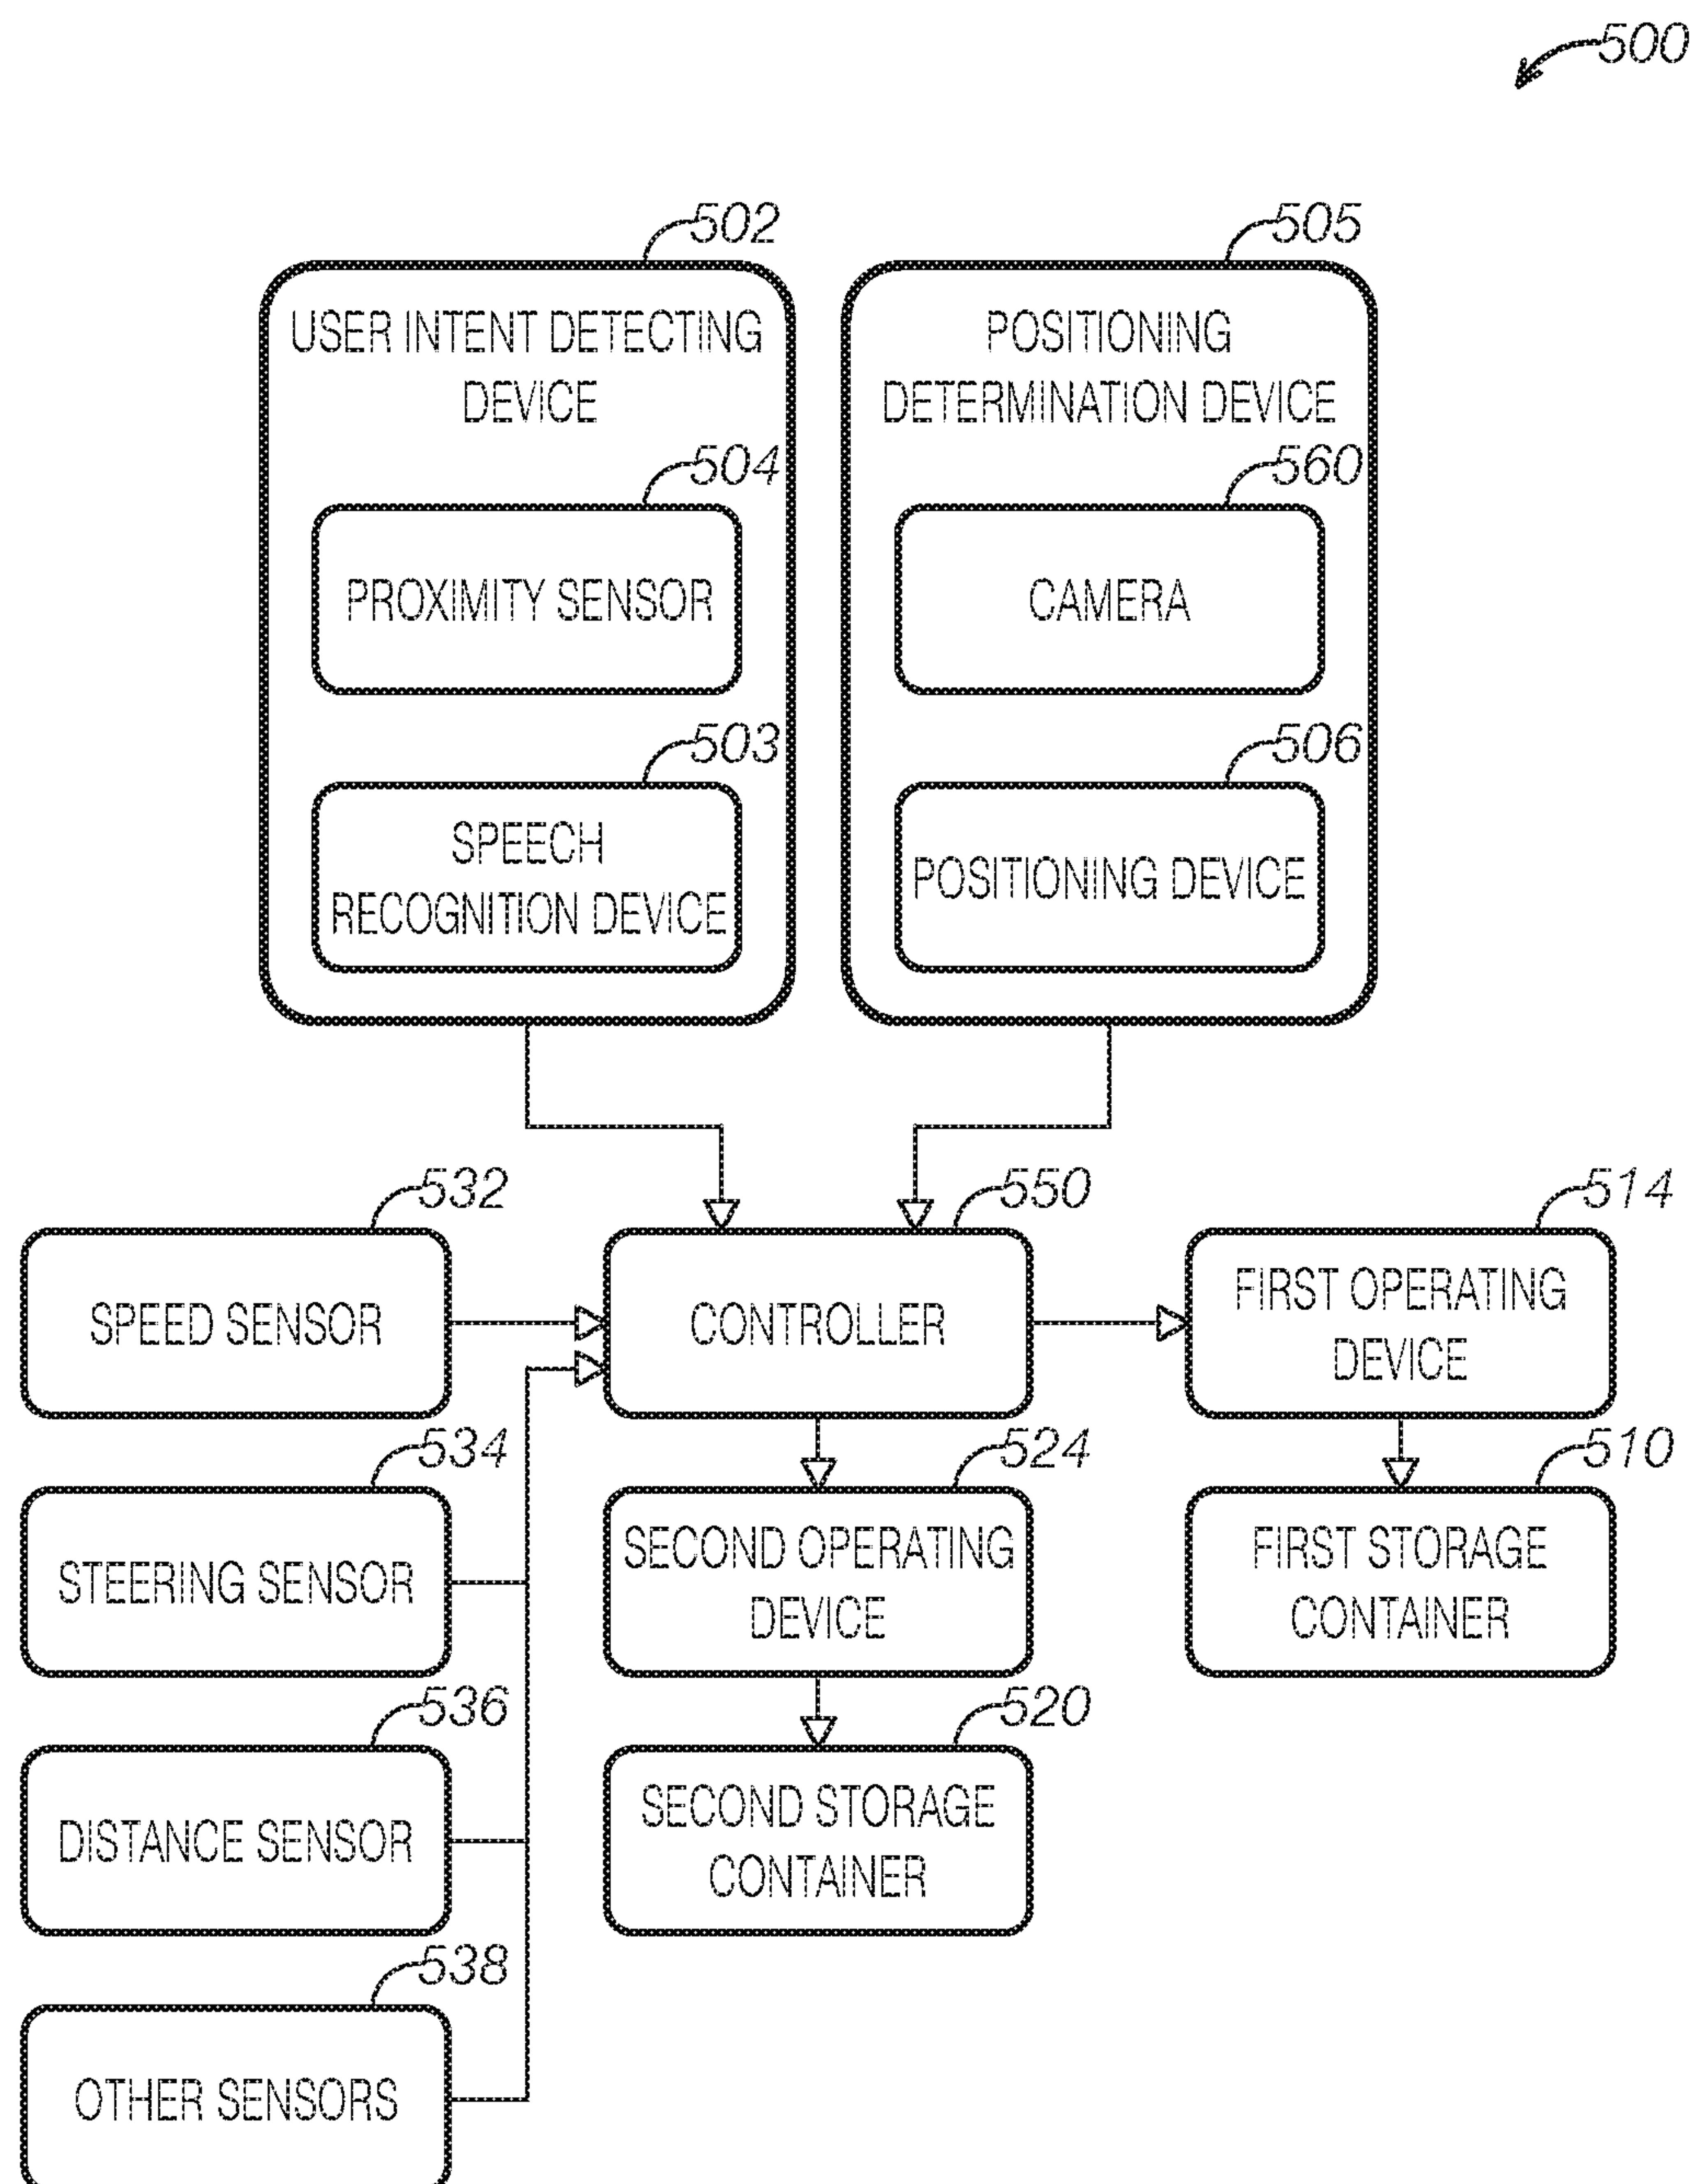 500
502
USER INTENT DETECTING
DEVICE
504
PROXIMITY SENSOR
503
SPEECH
RECOGNITION DEVICE
505
POSITIONING
DETERMINATION DEVICE
560
CAMERA
506
POSITIONING DEVICE
532
SPEED SENSOR
550
CONTROLLER
514
FIRST OPERATING
DEVICE
534
STEERING SENSOR
524
SECOND OPERATING
DEVICE
510
FIRST STORAGE
CONTAINER
536
DISTANCE SENSOR
520
SECOND STORAGE
CONTAINER
538
OTHER SENSORS